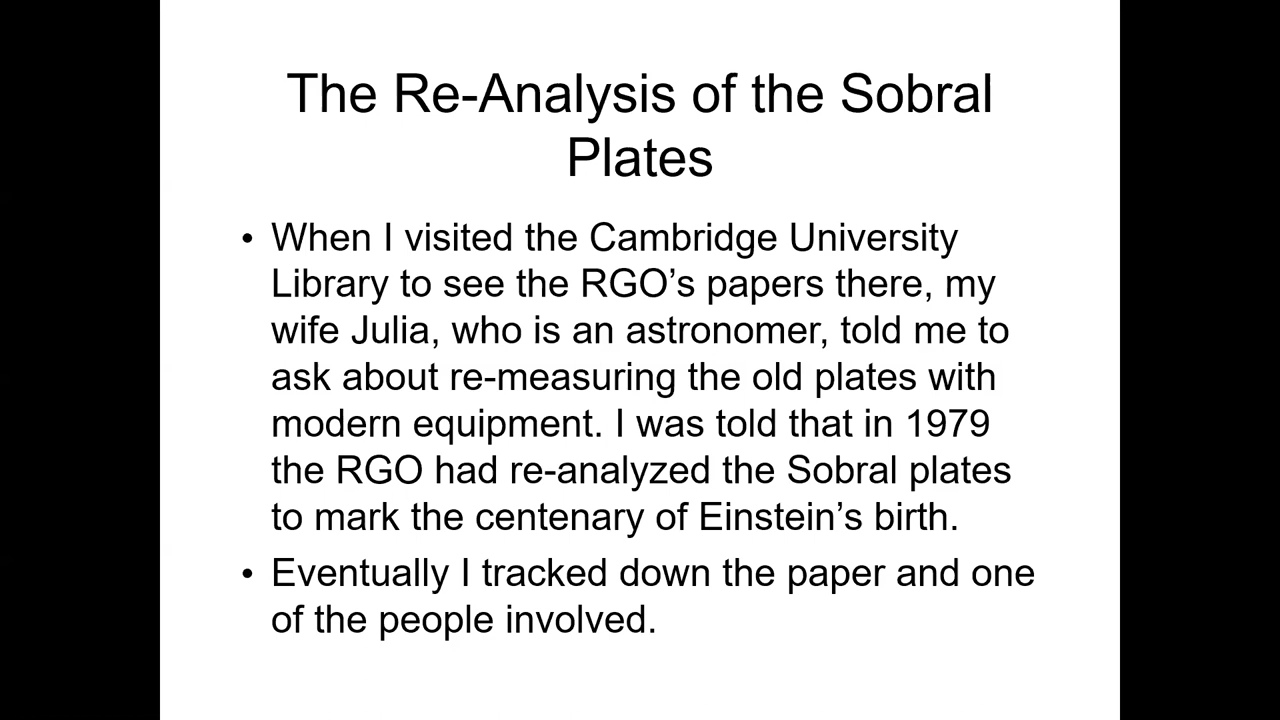 The Re-Analysis of the Sobral
Plates
• When I visited the Cambridge University
Library to see the RGO’s papers there, my
wife Julia, who is an astronomer, told me to
ask about re-measuring the old plates with
modern equipment. I was told that in 1979
the RGO had re-analyzed the Sobral plates
to mark the centenary of Einstein’s birth.
• Eventually I tracked down the paper and one
of the people involved.